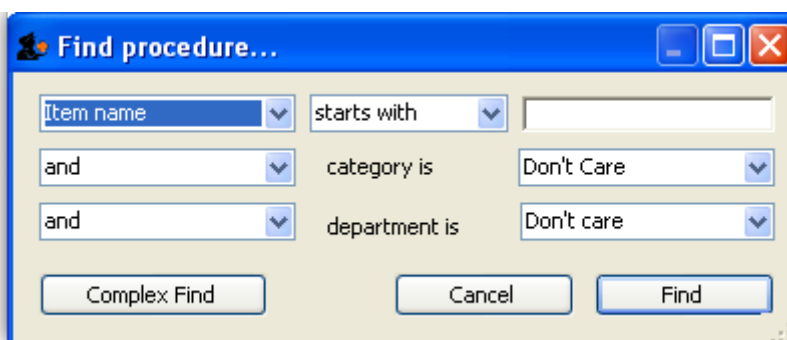 Find procedure...
Item name starts with
and category is Don't Care
and department is Don't care
Complex Find Cancel Find